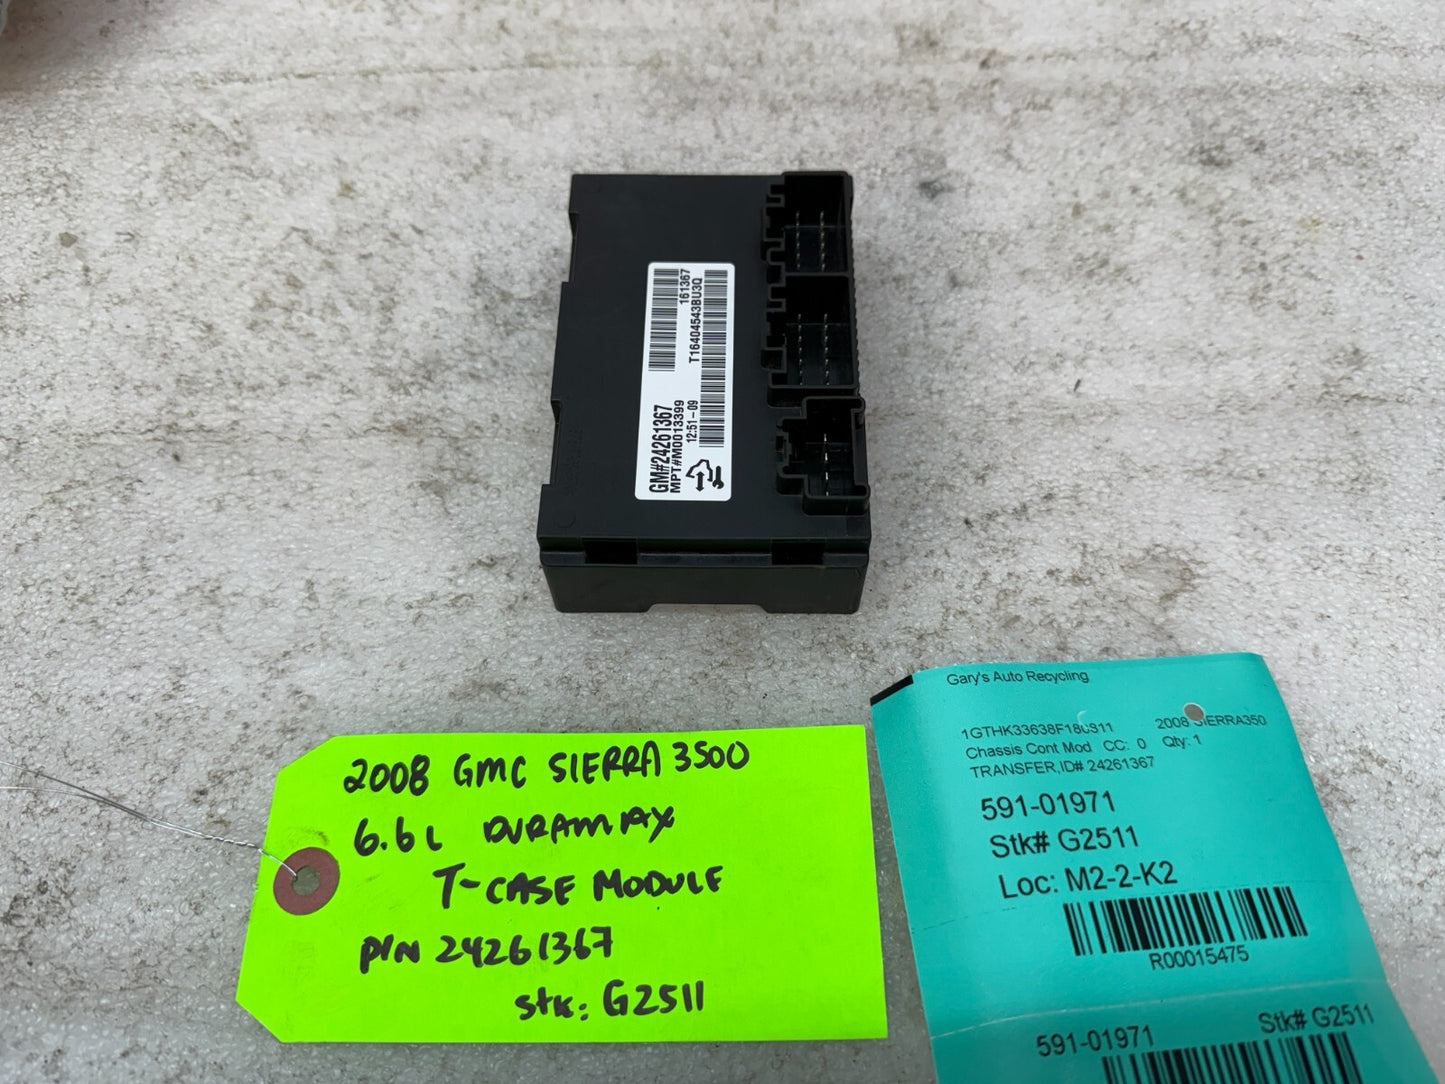 161367
T16404543BU3Q
GM#24261367
MPT#M0013399
12:51-09
2008 GMC SIERRA 3500
6.6L DURAMAX
T-CASE MODULE
P/N 24261367
stk: G2511
Gary's Auto Recycling
2008 SIERRA350
Chassis Cont Mod CC: 0 Qty: 1
TRANSFER,ID# 24261367
591-01971
Stk# G2511
Loc: M2-2-K2
R00015475
591-01971 Stk# G2511